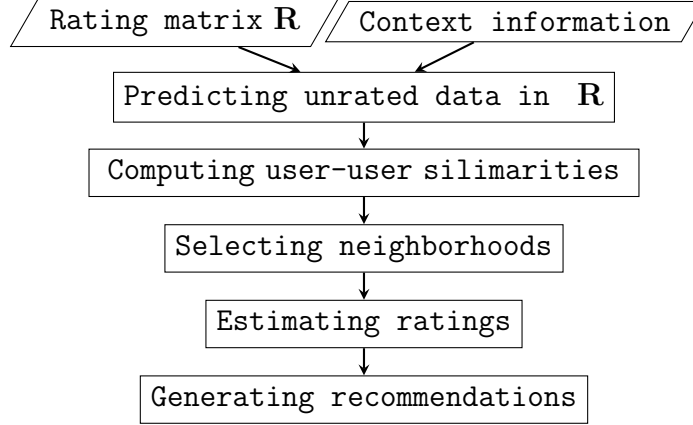 Rating matrix R
Context information
Predicting unrated data in R
Computing user-user silimarities
Selecting neighborhoods
Estimating ratings
Generating recommendations